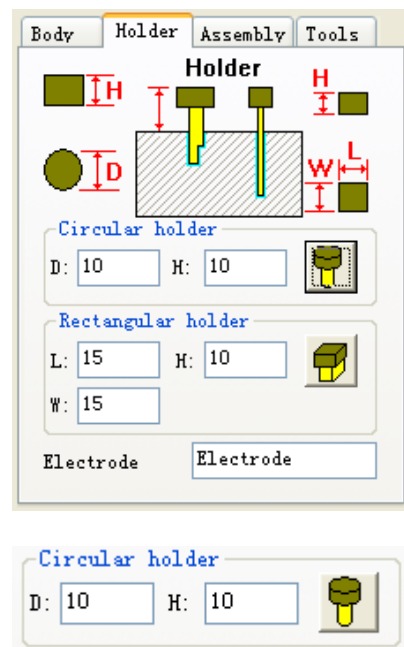 Body Holder Assembly Tools
Holder
H
H
D
L
W
Circular holder
D: 10 H: 10
Rectangular holder
L: 15 H: 10
W: 15
Electrode Electrode
Circular holder
D: 10 H: 10